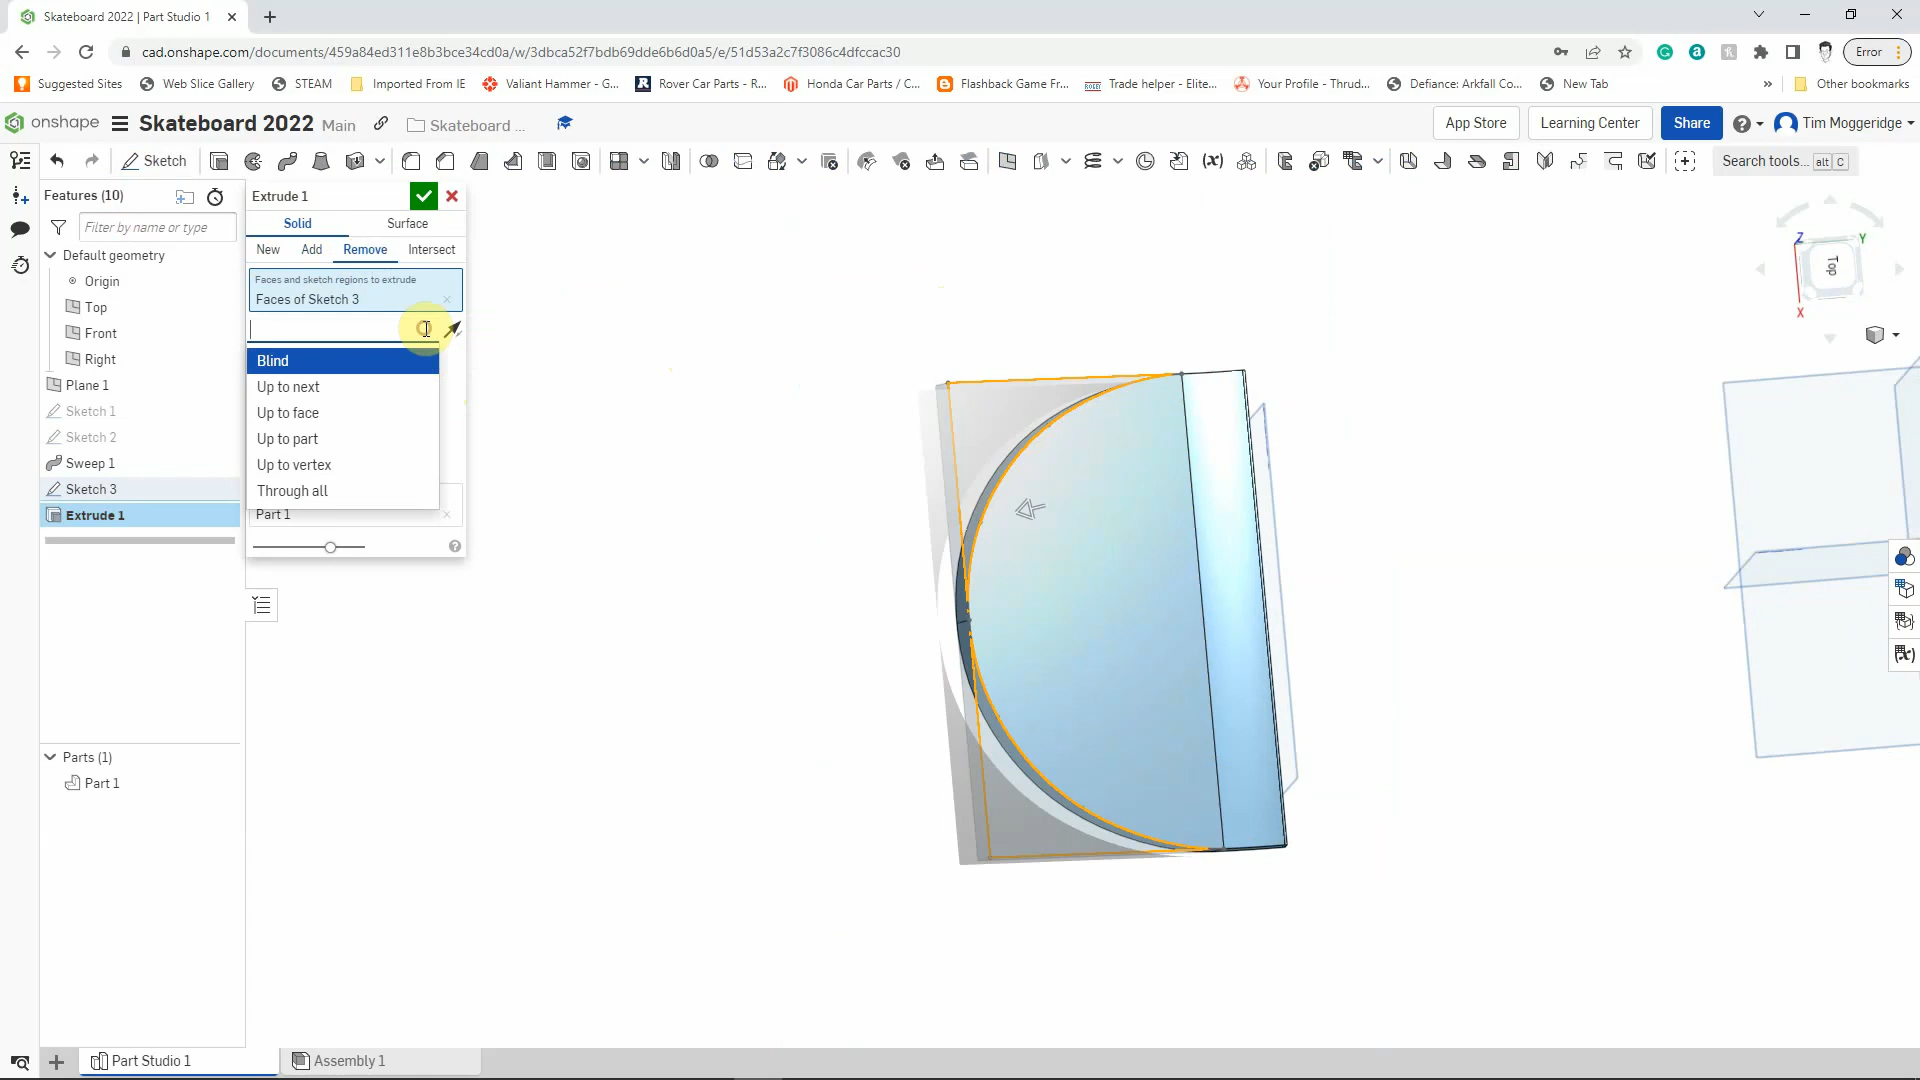 Skateboard 2022 | Part Studio 1
cad.onshape.com/documents/459a84ed311e8b3bce34cd0a/w/3dbca52f7bdb69dde6b6d0a5/e/51d53a2c7f3086c4dfccac30
Error
Suggested Sites
Web Slice Gallery
STEAM
Imported From IE
Valiant Hammer - G...
Rover Car Parts - R...
Honda Car Parts / C...
Flashback Game Fr...
Trade helper - Elite...
Your Profile - Thrud...
Defiance: Arkfall Co...
New Tab
»
Other bookmarks
onshape
Skateboard 2022
Main
Skateboard ...
App Store
Learning Center
Share
Tim Moggeridge
Sketch
Search tools... alt C
Features (10)
Filter by name or type
Default geometry
Origin
Top
Front
Right
Plane 1
Sketch 1
Sketch 2
Sweep 1
Sketch 3
Extrude 1
Parts (1)
Part 1
Extrude 1
Solid
Surface
New
Add
Remove
Intersect
Faces and sketch regions to extrude
Faces of Sketch 3
Blind
Up to next
Up to face
Up to part
Up to vertex
Through all
Part 1
Z
Y
Top
X
Part Studio 1
Assembly 1